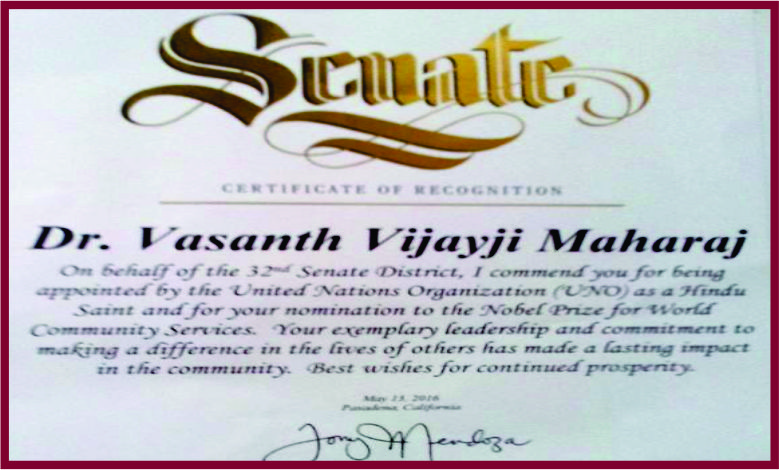 Senate
CERTIFICATE OF RECOGNITION
Dr. Vasanth Vijayji Maharaj
On behalf of the 32nd Senate District, I commend you for being
appointed by the United Nations Organization (UNO) as a Hindu
Saint and for your nomination to the Nobel Prize for World
Community Services. Your exemplary leadership and commitment to
making a difference in the lives of others has made a lasting impact
in the community. Best wishes for continued prosperity.
May 13, 2016
Pasadena, California
Tony Mendoza